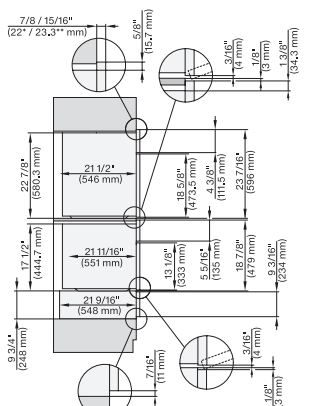 7/8 / 15/16"
(22* / 23.3** mm)
5/8"
(15.7 mm)
3/16"
(4 mm)
1/8"
(3 mm)
1 3/8"
(34.3 mm)
22 7/8"
(580.3 mm)
21 1/2"
(546 mm)
18 5/8"
(473.5 mm)
4 3/8"
(111.5 mm)
23 7/16"
(596 mm)
17 1/2"
(444.7 mm)
21 11/16"
(551 mm)
13 1/8"
(333 mm)
5 5/16"
(135 mm)
18 7/8"
(479 mm)
9 3/16"
(234 mm)
21 9/16"
(548 mm)
9 3/4"
(248 mm)
7/16"
(11 mm)
3/16"
(4 mm)
1/8"
(3 mm)